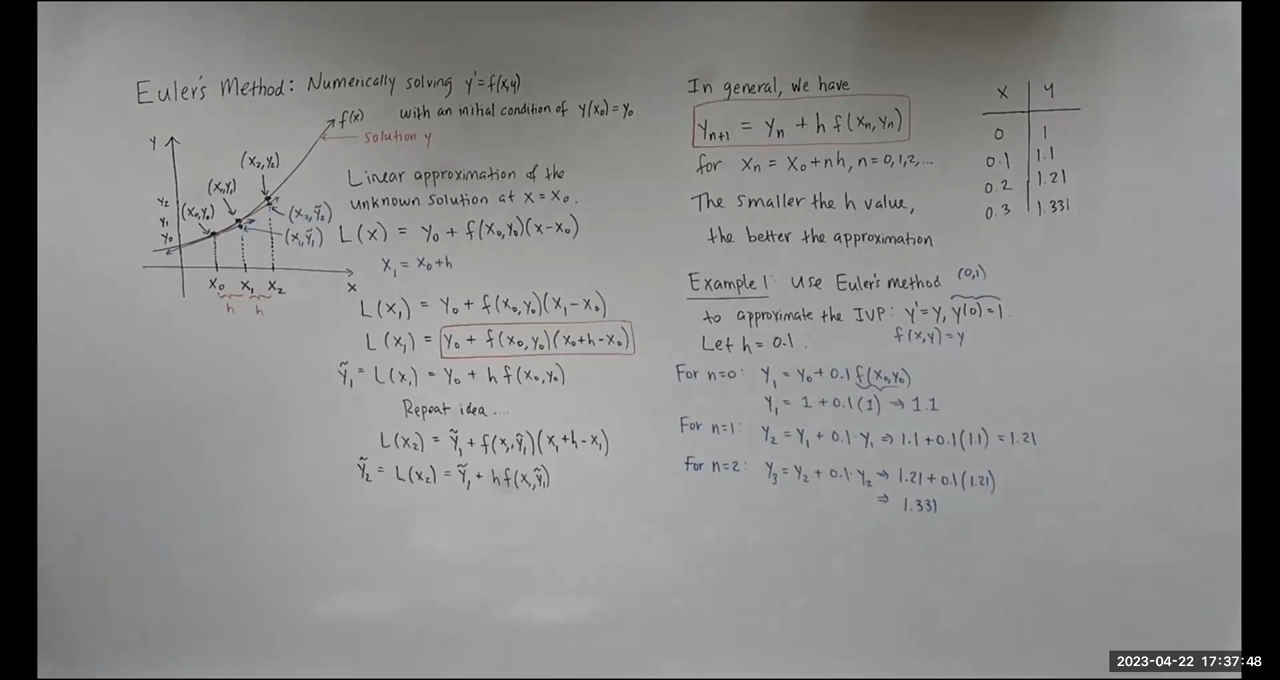 Euler's Method: Numerically solving y'=f(x,y)
with an initial condition of y(x₀)=y₀.
f(x)
solution y
Y
(x₂,y₂)
(x₁,y₁)
(x₀,y₀)
y₂
y₁
y₀
(x₂,ỹ₂)
(x₁,ỹ₁)
x₀ x₁ x₂ x
h h
Linear approximation of the
unknown solution at x=x₀.
L(x) = y₀ + f(x₀,y₀)(x-x₀)
x₁ = x₀+h
L(x₁) = y₀ + f(x₀,y₀)(x₁-x₀)
L(x₁) = y₀ + f(x₀,y₀)(x₀+h-x₀)
ỹ₁ = L(x₁) = y₀ + h f(x₀,y₀)
Repeat idea....
L(x₂) = ỹ₁ + f(x₁,ỹ₁)(x₁+h-x₁)
ỹ₂ = L(x₂) = ỹ₁ + hf(x₁,ỹ₁)
In general, we have
yₙ₊₁ = yₙ + h f(xₙ,yₙ)
for xₙ = x₀+nh, n=0,1,2,...
The smaller the h value,
the better the approximation
Example 1: Use Euler's method (0,1)
to approximate the IVP: y'=y, y(0)=1.
Let h=0.1. f(x,y)=y
For n=0: y₁ = y₀+0.1f(x₀,y₀)
y₁ = 1 +0.1(1) ⇒ 1.1
For n=1: y₂ = y₁ + 0.1·y₁ ⇒ 1.1+0.1(1.1) = 1.21
For n=2: y₃ = y₂ + 0.1·y₂ ⇒ 1.21+0.1(1.21)
⇒ 1.331
x y
0 1
0.1 1.1
0.2 1.21
0.3 1.331
2023-04-22 17:37:48